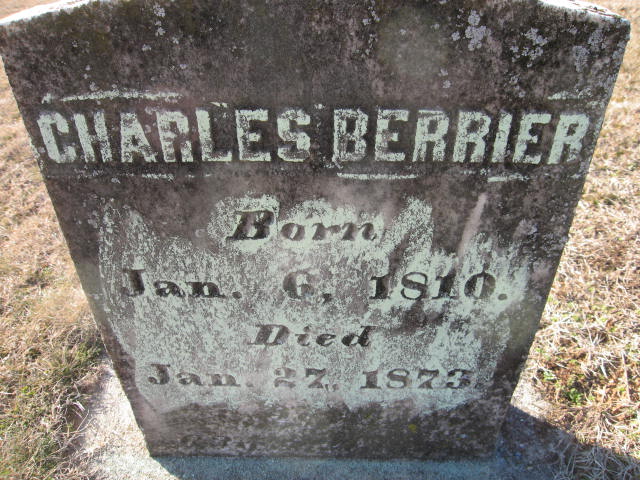 CHARLES BERRIER
Born
Jan. 6, 1810.
Died
Jan. 27, 1873.